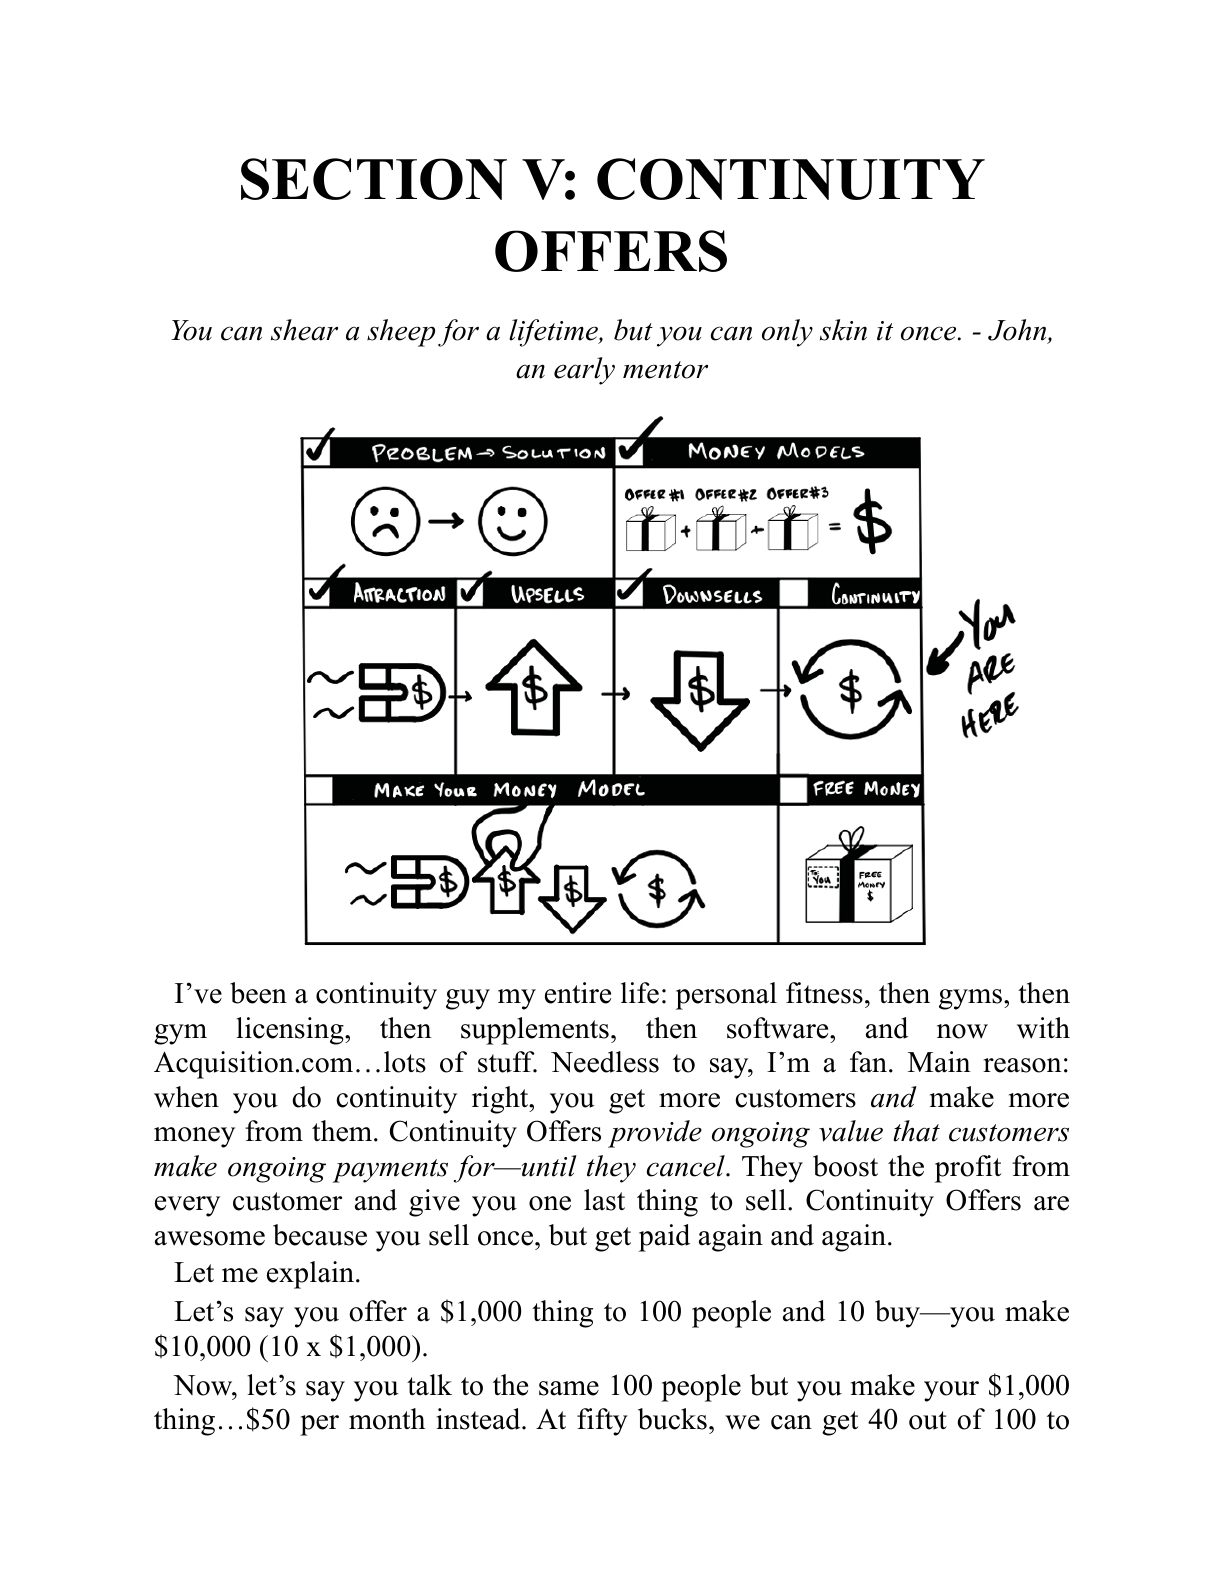 SECTION V: CONTINUITY
OFFERS
You can shear a sheep for a lifetime, but you can only skin it once. - John,
an early mentor
PROBLEM → SOLUTION
MONEY MODELS
OFFER #1 OFFER #2 OFFER #3
+ + = $
ATTRACTION
UPSELLS
DOWNSELLS
CONTINUITY
$
$
$
$
YOU
ARE
HERE
MAKE YOUR MONEY MODEL
FREE MONEY
$ $ $ $
TO:
YOU
FREE
MONEY
$
I’ve been a continuity guy my entire life: personal fitness, then gyms, then
gym licensing, then supplements, then software, and now with
Acquisition.com…lots of stuff. Needless to say, I’m a fan. Main reason:
when you do continuity right, you get more customers and make more
money from them. Continuity Offers provide ongoing value that customers
make ongoing payments for—until they cancel. They boost the profit from
every customer and give you one last thing to sell. Continuity Offers are
awesome because you sell once, but get paid again and again.
Let me explain.
Let’s say you offer a $1,000 thing to 100 people and 10 buy—you make
$10,000 (10 x $1,000).
Now, let’s say you talk to the same 100 people but you make your $1,000
thing…$50 per month instead. At fifty bucks, we can get 40 out of 100 to